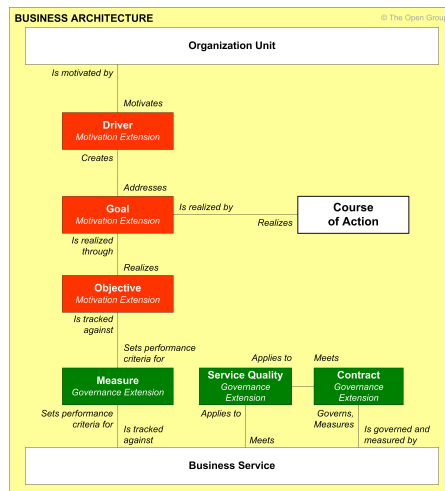 BUSINESS ARCHITECTURE
© The Open Group
Organization Unit
Is motivated by
Motivates
Driver
Motivation Extension
Creates
Addresses
Goal
Motivation Extension
Is realized by
Realizes
Course
of Action
Is realized
through
Realizes
Objective
Motivation Extension
Is tracked
against
Sets performance
criteria for
Applies to
Meets
Measure
Governance Extension
Service Quality
Governance
Extension
Contract
Governance
Extension
Sets performance
criteria for
Is tracked
against
Applies to
Meets
Governs,
Measures
Is governed and
measured by
Business Service